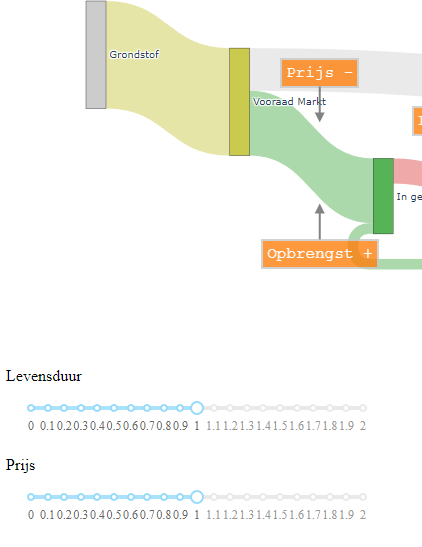 Grondstof
Prijs -
Vooraad Markt
In ge
Opbrengst +
Levensduur
0 0.1 0.2 0.3 0.4 0.5 0.6 0.7 0.8 0.9 1 1.1 1.2 1.3 1.4 1.5 1.6 1.7 1.8 1.9 2
Prijs
0 0.1 0.2 0.3 0.4 0.5 0.6 0.7 0.8 0.9 1 1.1 1.2 1.3 1.4 1.5 1.6 1.7 1.8 1.9 2